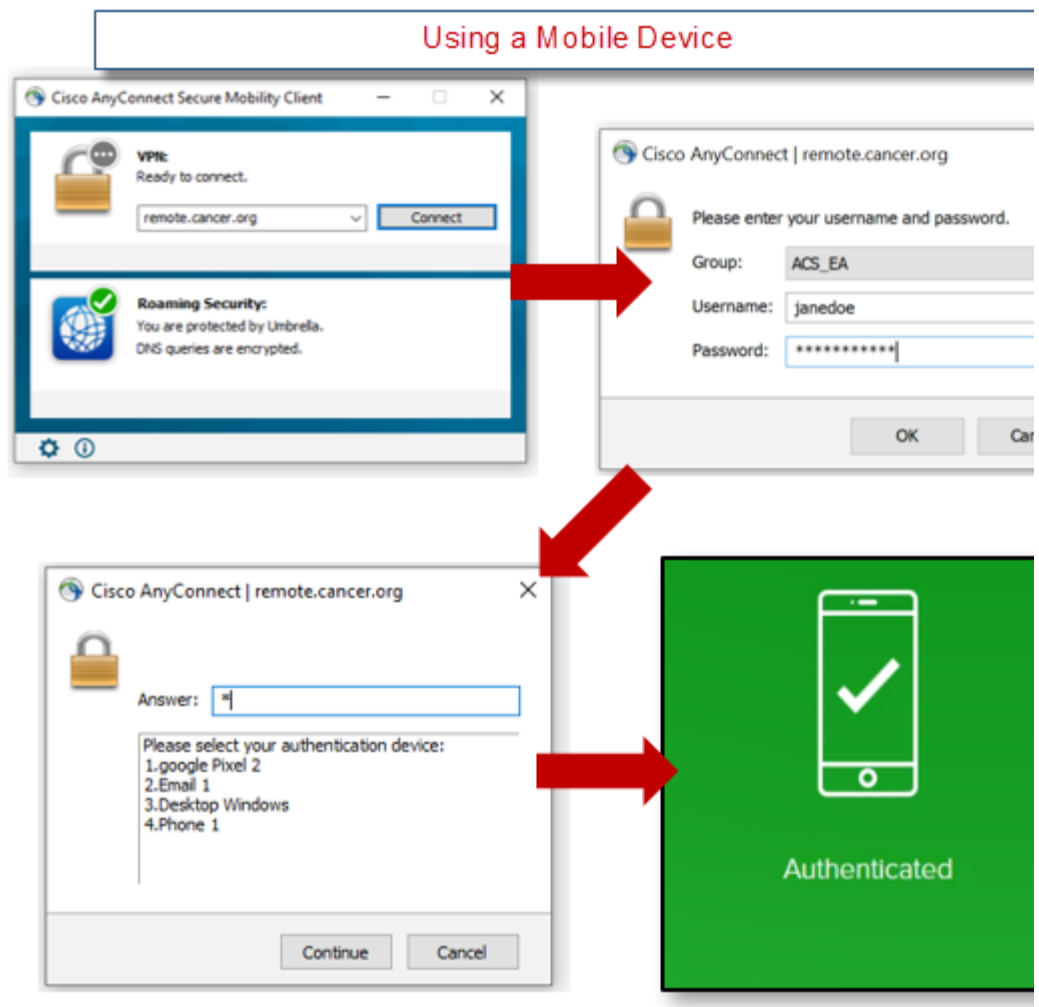 Using a Mobile Device
Cisco AnyConnect Secure Mobility Client
VPN:
Ready to connect.
remote.cancer.org
Connect
Roaming Security:
You are protected by Umbrella.
DNS queries are encrypted.
Cisco AnyConnect | remote.cancer.org
Please enter your username and password.
Group: ACS_EA
Username: janedoe
Password: ***********
OK
Cisco AnyConnect | remote.cancer.org
Answer: *
Please select your authentication device:
1.google Pixel 2
2.Email 1
3.Desktop Windows
4.Phone 1
Continue Cancel
Authenticated